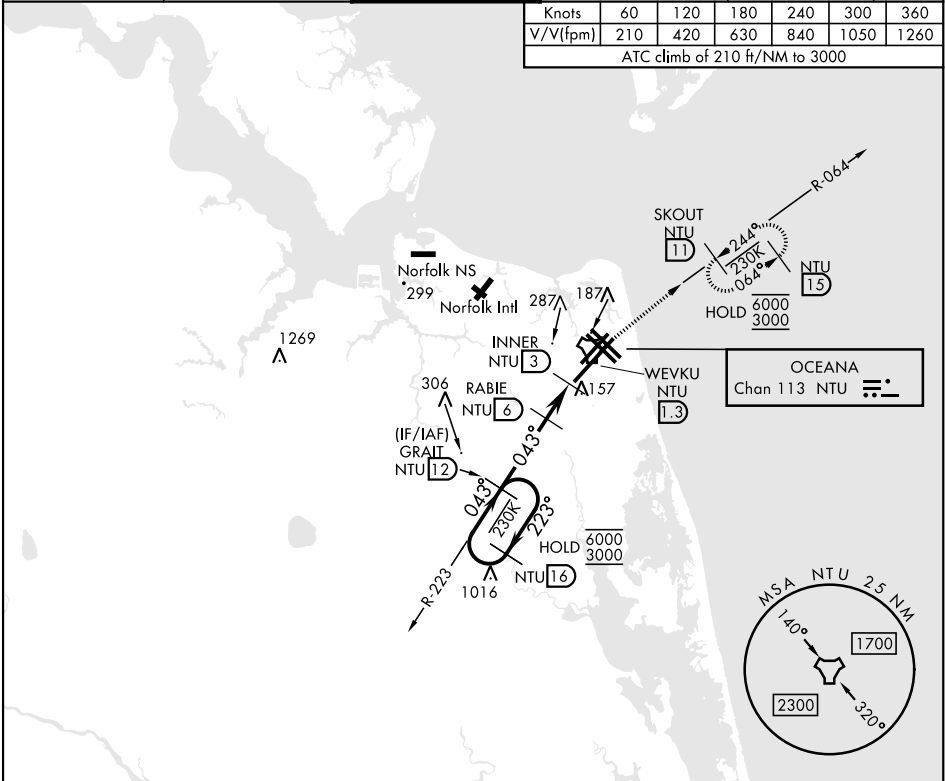 Knots 60 120 180 240 300 360
V/V(fpm) 210 420 630 840 1050 1260
ATC climb of 210 ft/NM to 3000
R-064
SKOUT
NTU
11
244°
230K
064°
NTU
15
HOLD 6000
3000
Norfolk NS
299
Norfolk Intl
287
187
1269
INNER
NTU 3
OCEANA
Chan 113 NTU
WEVKU
NTU
1.3
157
306
RABIE
NTU 6
(IF/IAF)
GRAIT
NTU 12
043°
043°
230K
223°
HOLD 6000
3000
NTU 16
1016
R-223
MSA NTU 25 NM
140°
1700
2300
320°